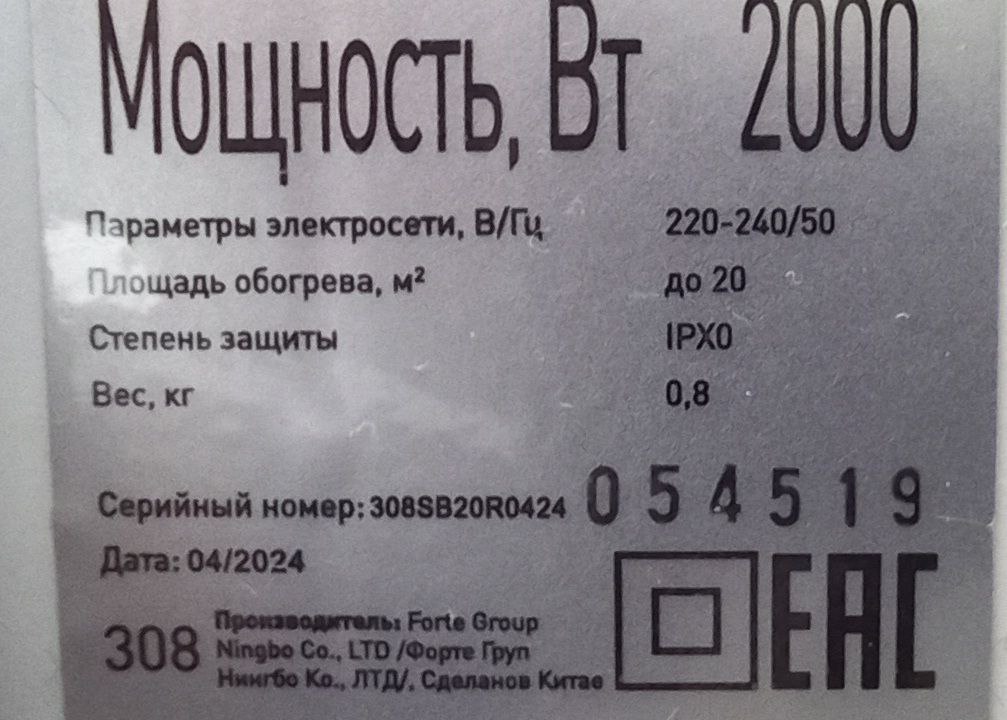 Мощность, Вт 2000
Параметры электросети, В/Гц 220-240/50
Площадь обогрева, м² до 20
Степень защиты IPX0
Вес, кг 0,8
Серийный номер: 308SB20R0424 054519
Дата: 04/2024
EAC
308
Производитель: Forte Group
Ningbo Co., LTD /Форте Груп
Нингбо Ко., ЛТД/, Сделанов Китае